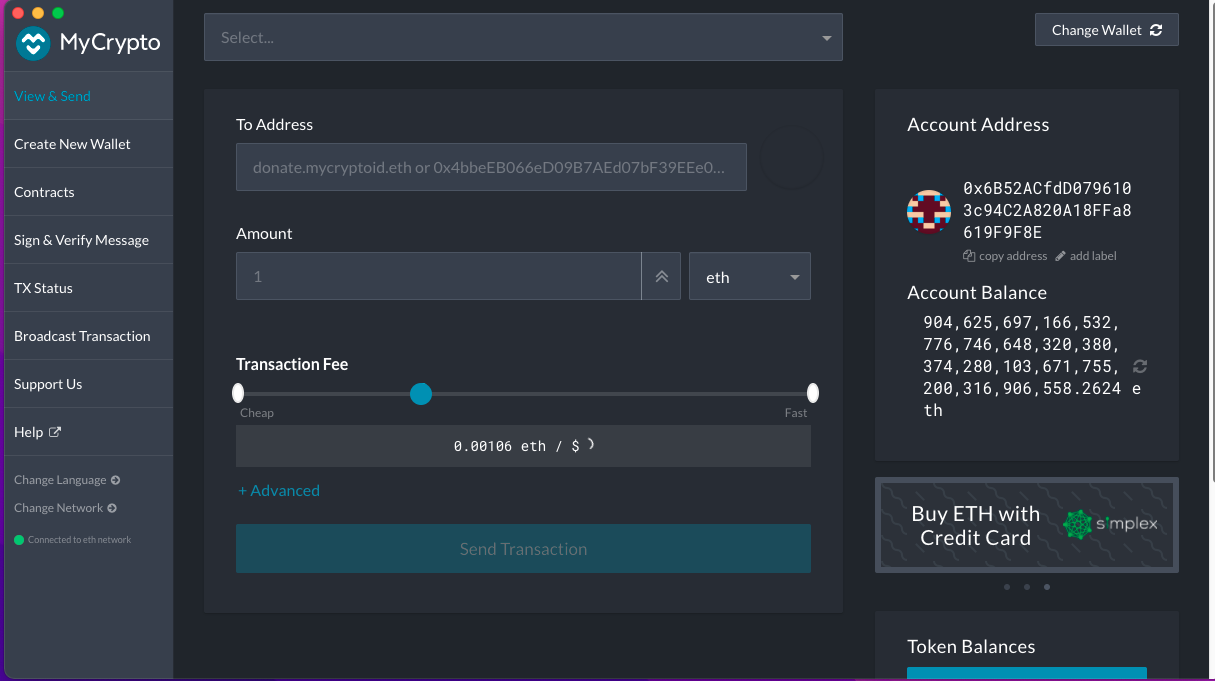 MyCrypto
View & Send
Create New Wallet
Contracts
Sign & Verify Message
TX Status
Broadcast Transaction
Support Us
Help
Change Language
Change Network
Connected to eth network
Select...
Change Wallet
To Address
donate.mycryptoid.eth or 0x4bbeEB066eD09B7AEd07bF39EEe0...
Amount
1
eth
Transaction Fee
Cheap
Fast
0.00106 eth / $
+ Advanced
Send Transaction
Account Address
0x6B52ACfdD079610
3c94C2A820A18FFa8
619F9F8E
copy address
add label
Account Balance
904,625,697,166,532,
776,746,648,320,380,
374,280,103,671,755,
200,316,906,558.2624 e
th
Buy ETH with
Credit Card
simplex
Token Balances